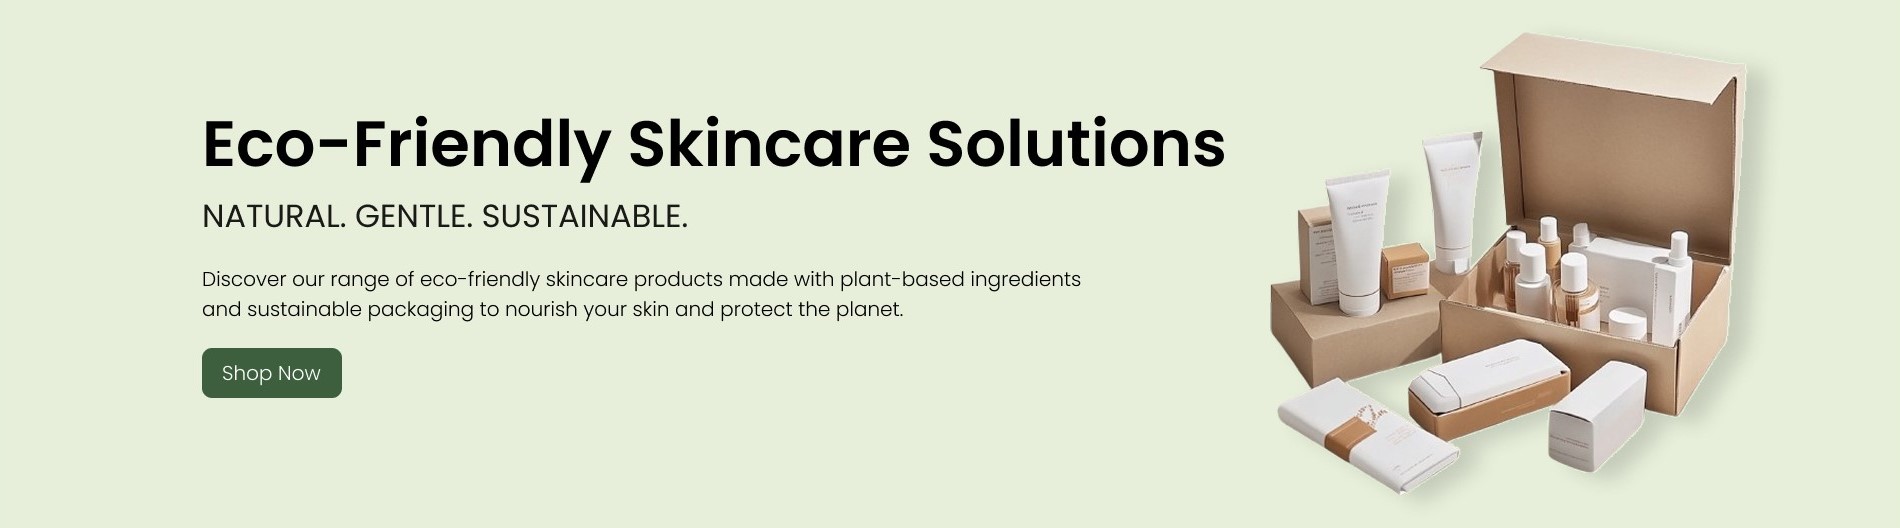 Eco-Friendly Skincare Solutions
NATURAL. GENTLE. SUSTAINABLE.
Discover our range of eco-friendly skincare products made with plant-based ingredients
and sustainable packaging to nourish your skin and protect the planet.
Shop Now